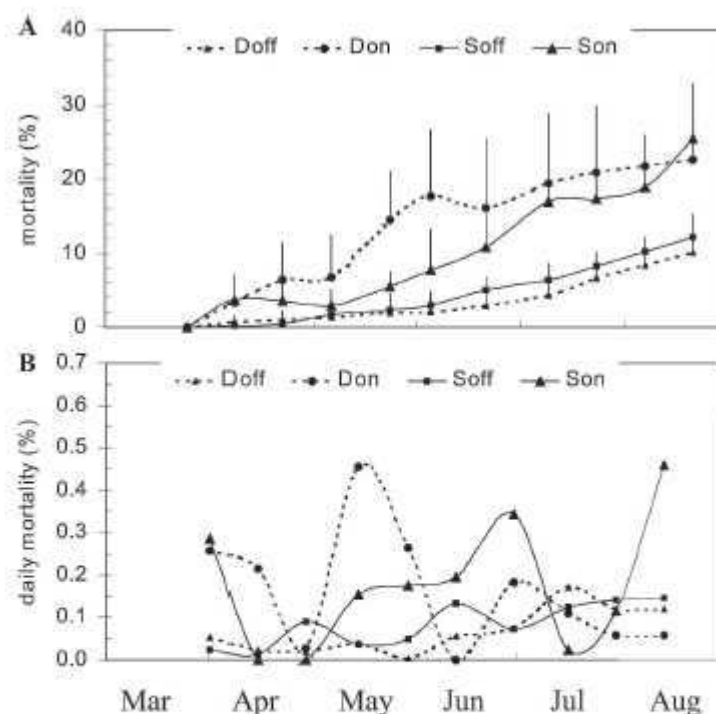 A
40
30
20
10
0
mortality (%)
Doff Don Soff Son
B
0.7
0.6
0.5
0.4
0.3
0.2
0.1
0.0
daily mortality (%)
Doff Don Soff Son
Mar Apr May Jun Jul Aug